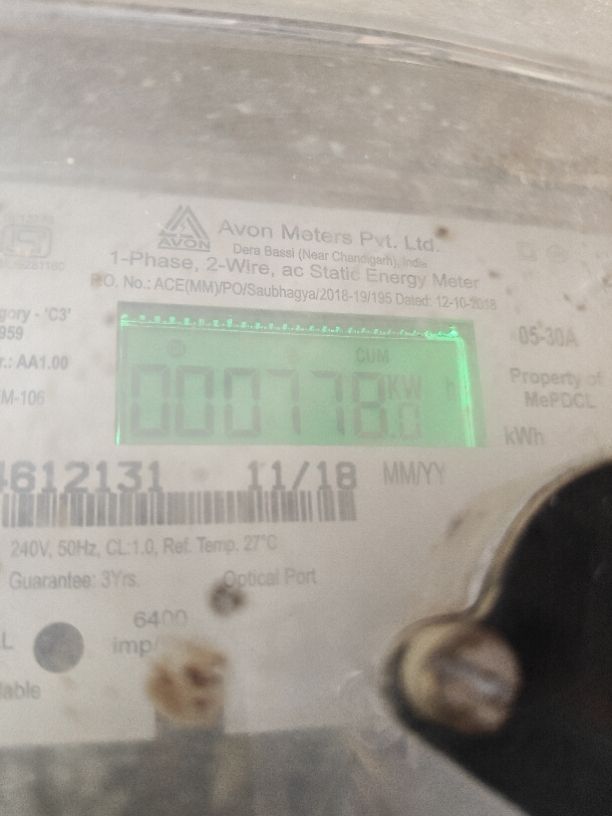 AVON
Avon Meters Pvt. Ltd.
Dera Bassi (Near Chandigarh), India
1-Phase, 2-Wire, ac Static Energy Meter
P.O. No.: ACE(MM)/PO/Saubhagya/2018-19/195 Dated: 12-10-2018
gory - 'C3'
959
r.: AA1.00
M-106
CUM
000778.0
KW h
05-30A
Property of
MePDCL
kWh
4612131 11/18 MM/YY
240V, 50Hz, CL:1.0, Ref. Temp. 27°C
Guarantee: 3Yrs. Optical Port
6400
imp/